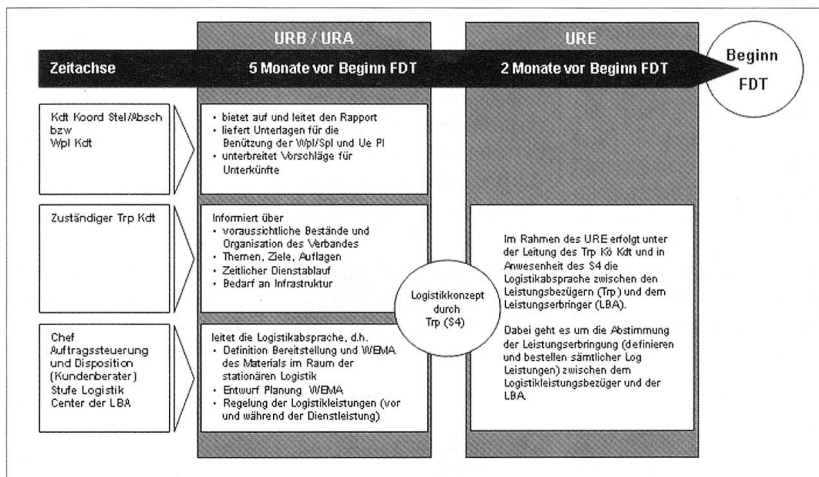 URB / URA
URE
Zeitachse
5 Monate vor Beginn FDT
2 Monate vor Beginn FDT
Beginn
FDT
Kdt Koord Stel/Absch
bzw
Wpl Kdt
• bietet auf und leitet den Rapport
• liefert Unterlagen für die
Benützung der Wpl/Spl und Ue Pl
• unterbreitet Vorschläge für
Unterkünfte
Zuständiger Trp Kdt
Informiert über
• voraussichtliche Bestände und
Organisation des Verbandes
• Themen, Ziele, Auflagen
• Zeitlicher Dienstablauf
• Bedarf an Infrastruktur
Logistikkonzept
durch
Trp (S4)
Im Rahmen des URE erfolgt unter
der Leitung des Trp Kö Kdt und in
Anwesenheit des S4 die
Logistikabsprache zwischen den
Leistungsbezügern (Trp) und dem
Leistungserbringer (LBA).
Dabei geht es um die Abstimmung
der Leistungserbringung (definieren
und bestellen sämtlicher Log
Leistungen) zwischen dem
Logistikleistungsbezüger und der
LBA.
Chef
Auftragssteuerung
und Disposition
(Kundenberater)
Stufe Logistik
Center der LBA
leitet die Logistikabsprache, d.h.
• Definition Bereitstellung und WEMA
des Materials im Raum der
stationären Logistik
• Entwurf Planung WEMA
• Regelung der Logistikleistungen (vor
und während der Dienstleistung)